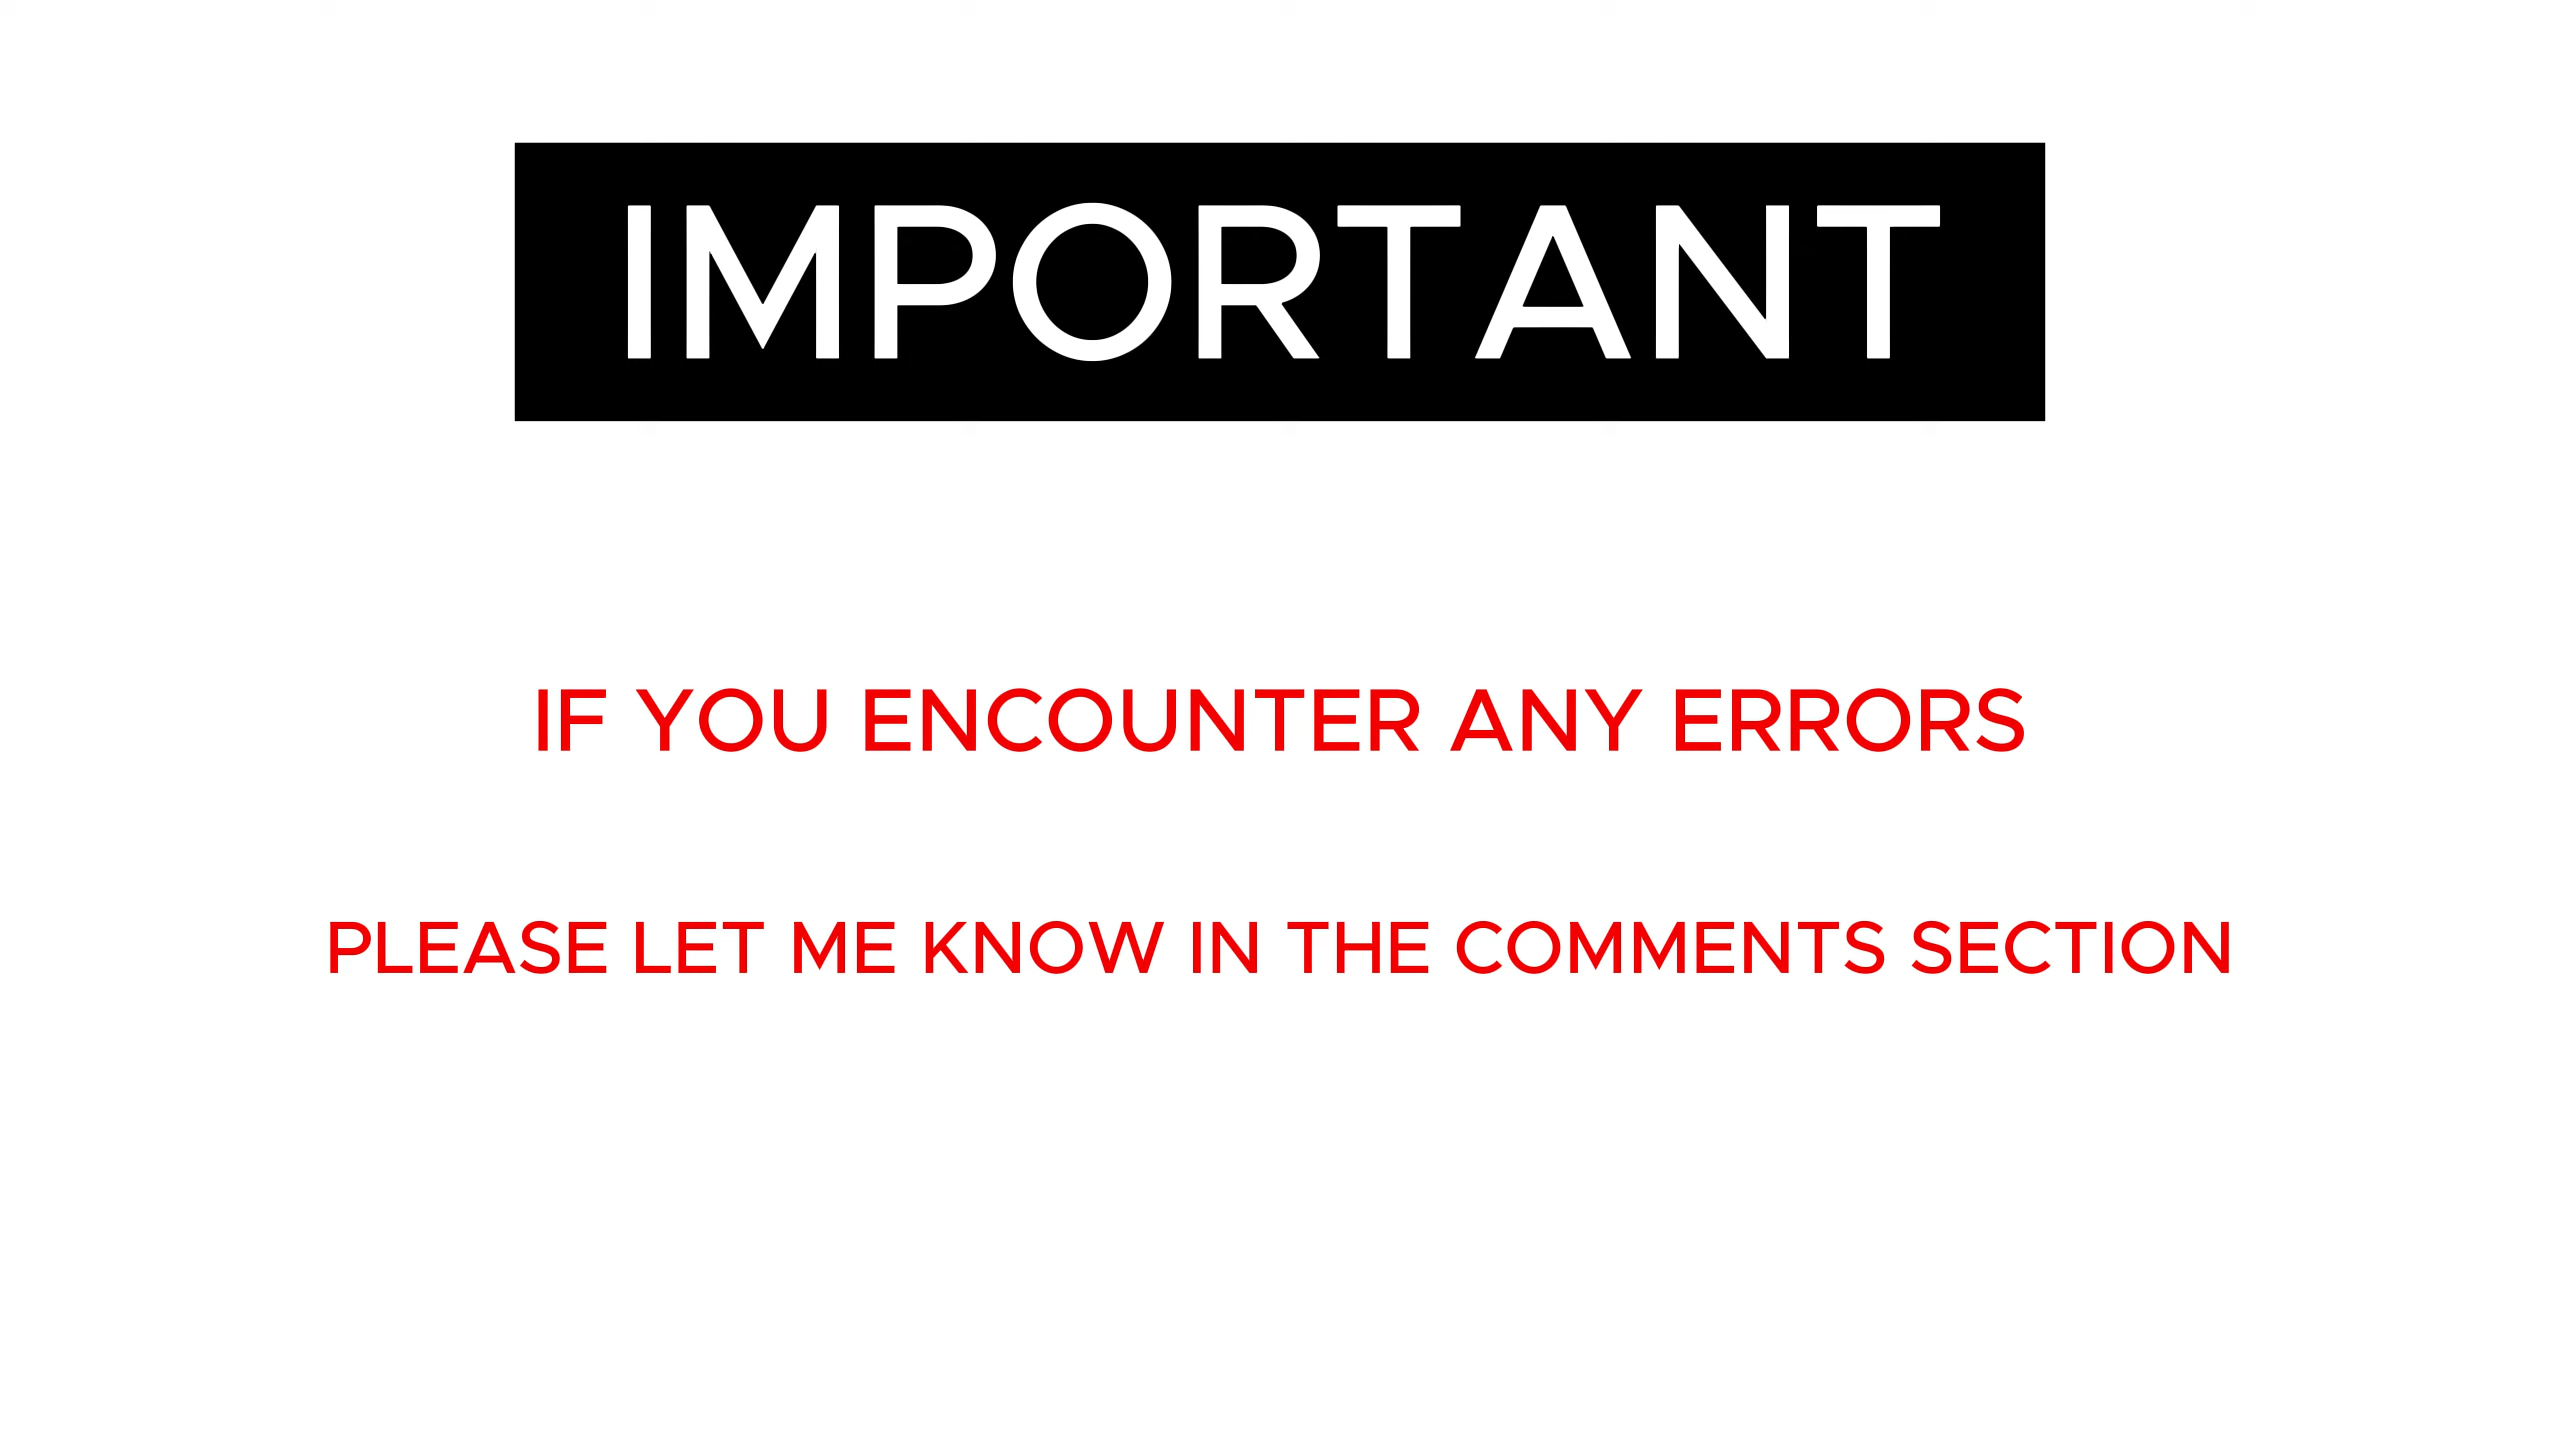 IMPORTANT
IF YOU ENCOUNTER ANY ERRORS
PLEASE LET ME KNOW IN THE COMMENTS SECTION